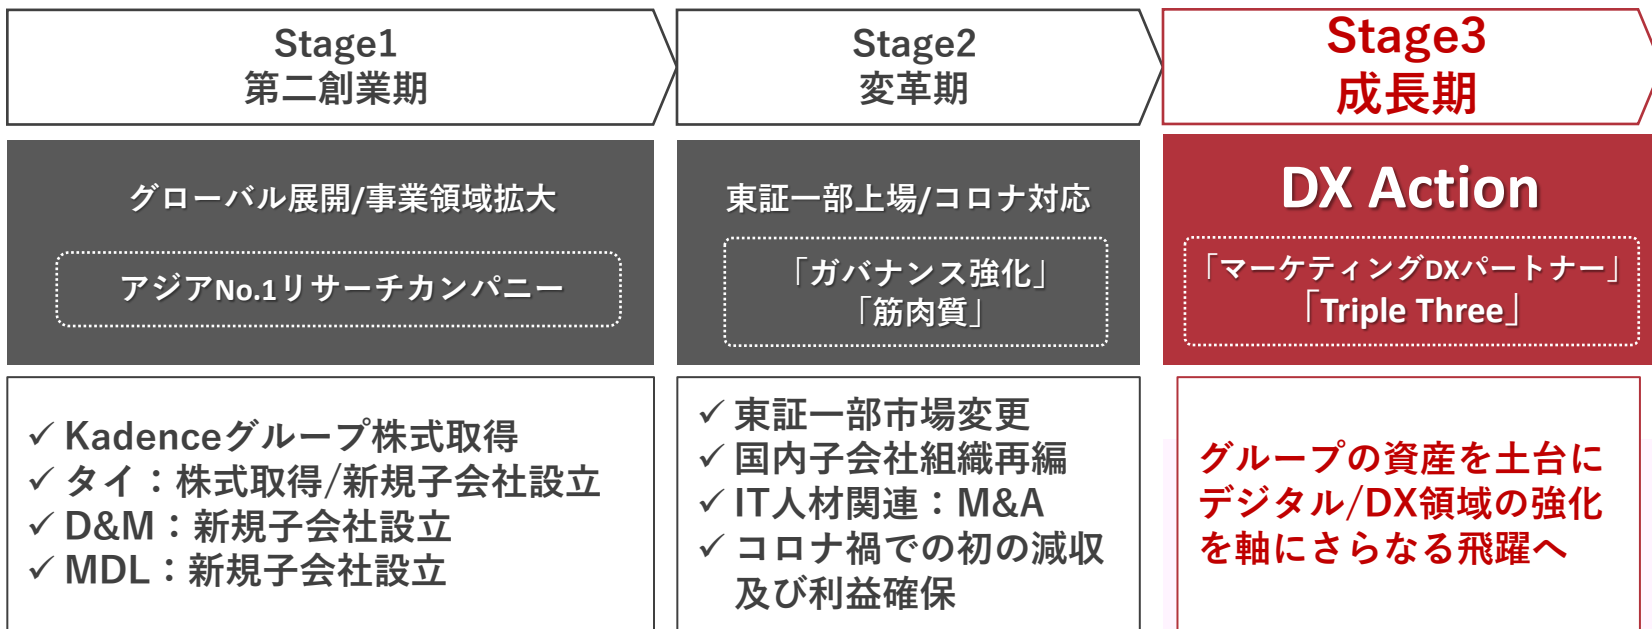 Stage1
第二創業期
Stage2
変革期
Stage3
成長期
グローバル展開/事業領域拡大
アジアNo.1リサーチカンパニー
東証一部上場/コロナ対応
「ガバナンス強化」
「筋肉質」
DX Action
「マーケティングDXパートナー」
「Triple Three」
✓ Kadenceグループ株式取得
✓ タイ：株式取得/新規子会社設立
✓ D&M：新規子会社設立
✓ MDL：新規子会社設立
✓ 東証一部市場変更
✓ 国内子会社組織再編
✓ IT人材関連：M&A
✓ コロナ禍での初の減収
及び利益確保
グループの資産を土台に
デジタル/DX領域の強化
を軸にさらなる飛躍へ